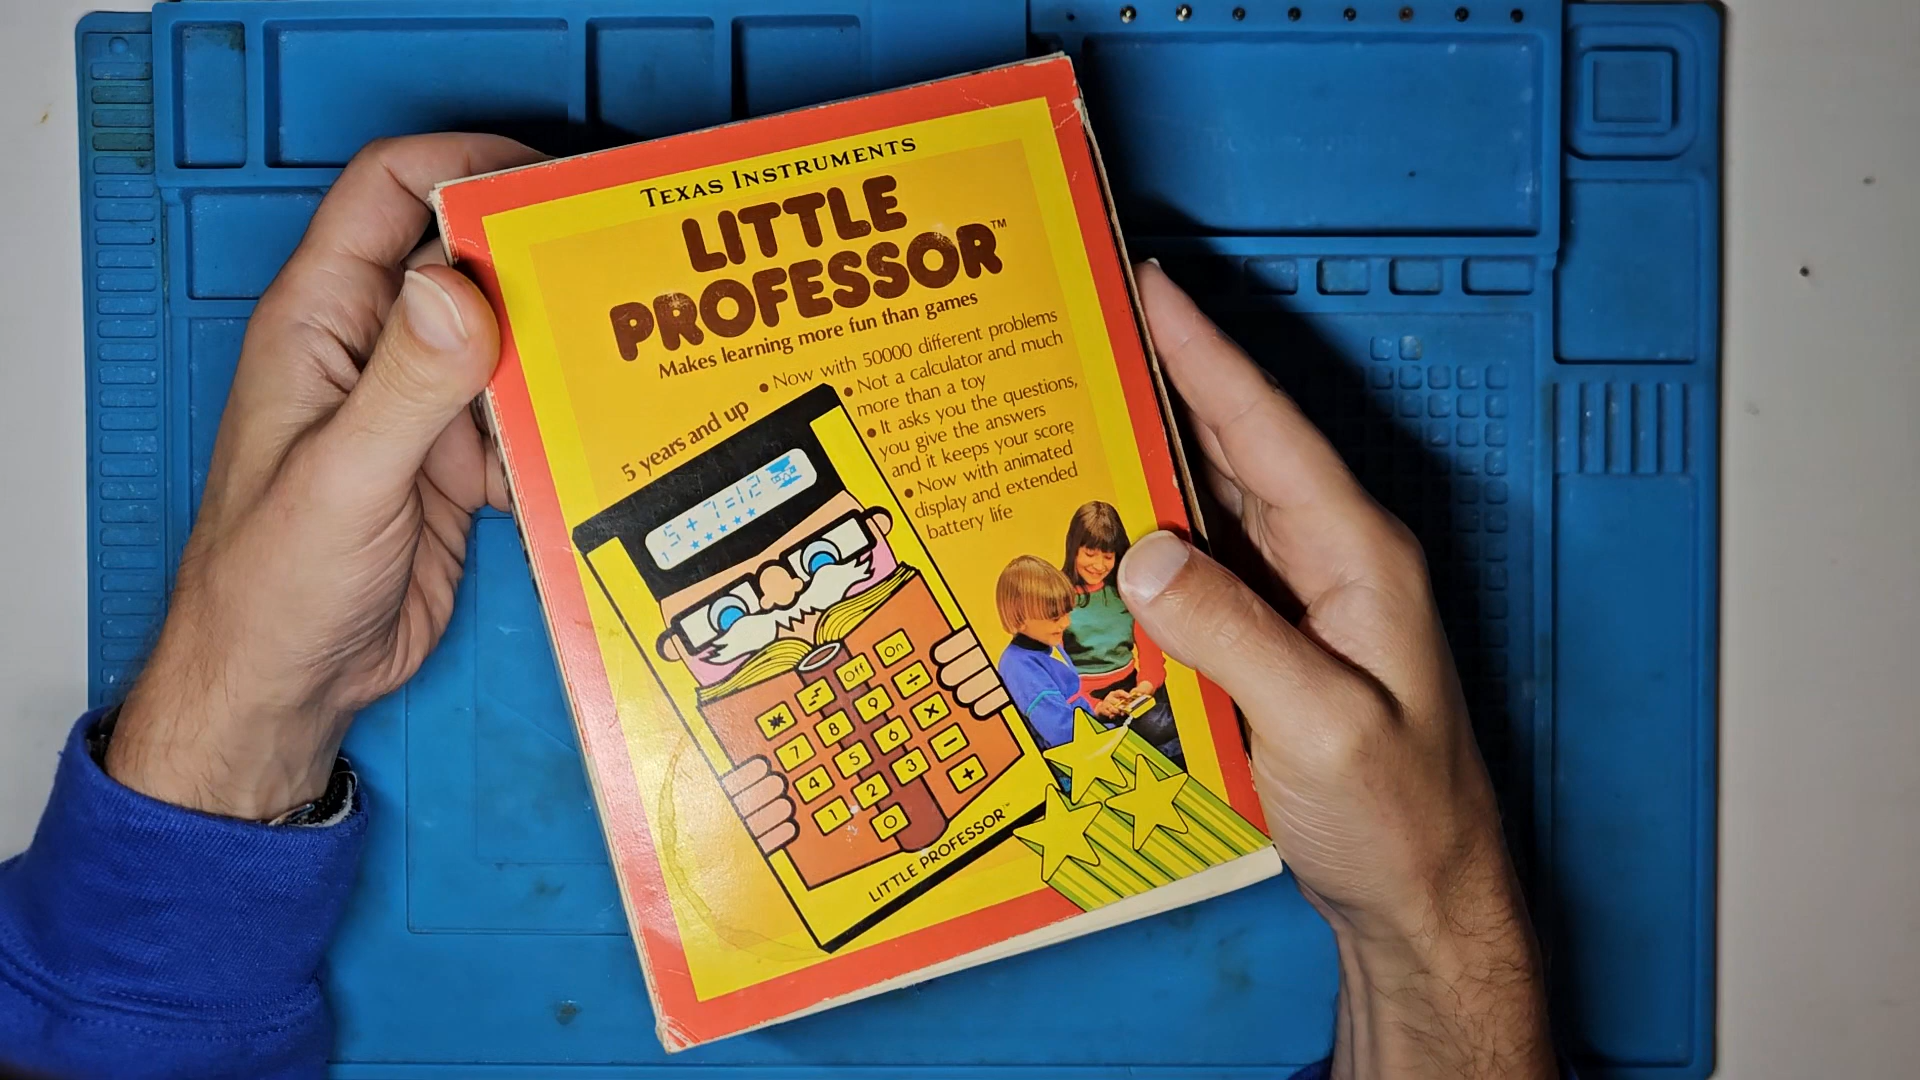 TEXAS INSTRUMENTS
LITTLE
PROFESSOR™
Makes learning more fun than games
5 years and up
• Now with 50000 different problems
• Not a calculator and much
more than a toy
• It asks you the questions,
you give the answers
and it keeps your score
• Now with animated
display and extended
battery life
5+7=12
1 ★★★★★
Off On
7 8 9 ÷
4 5 6 ×
1 2 3 −
0 +
LITTLE PROFESSOR™